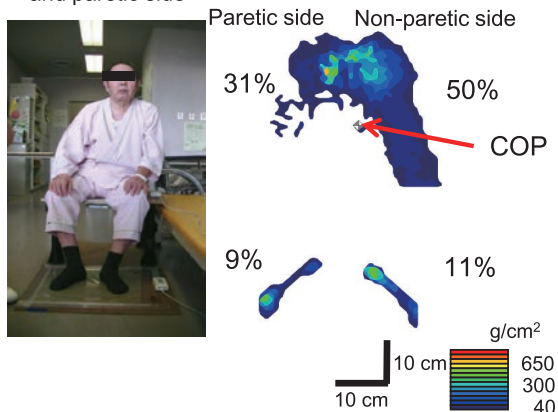 and paretic side
Paretic side
Non-paretic side
31%
50%
COP
9%
11%
g/cm²
10 cm
650
300
10 cm
40